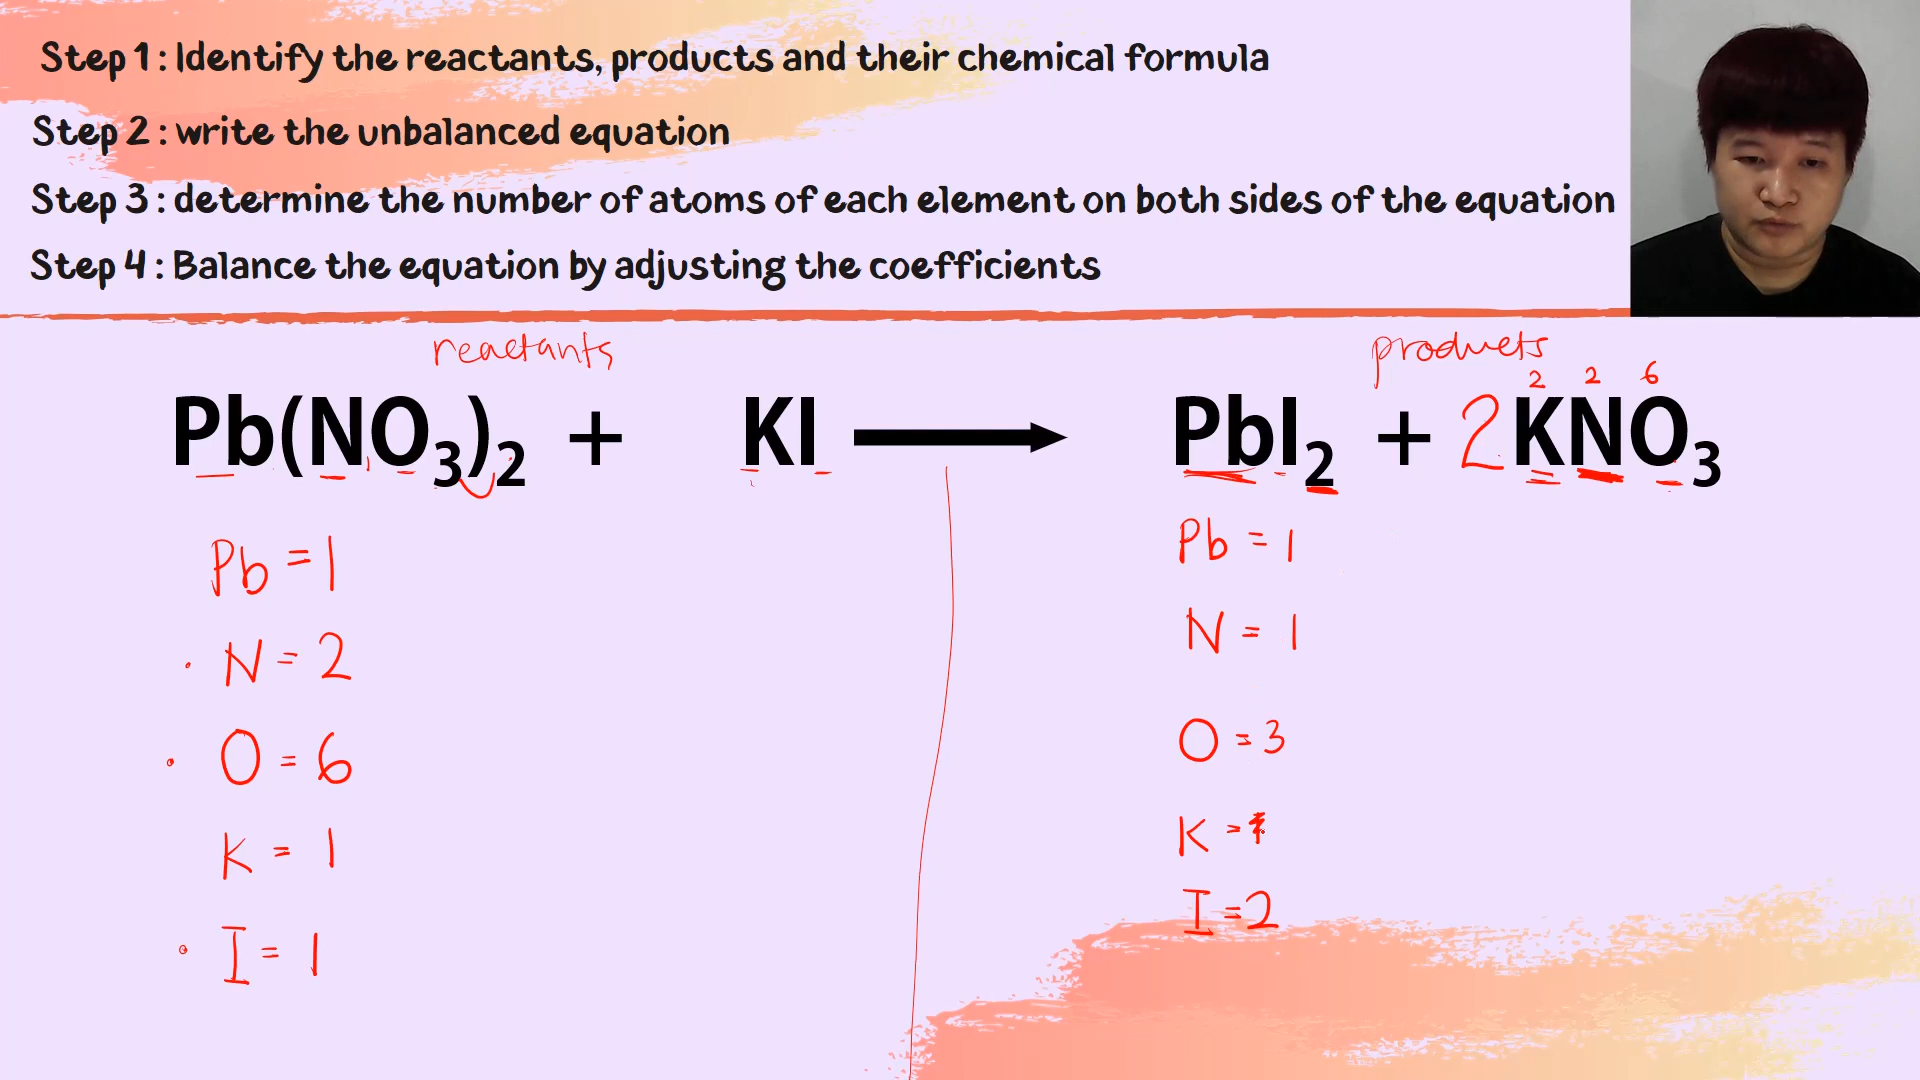 Step 1 : Identify the reactants, products and their chemical formula
Step 2 : write the unbalanced equation
Step 3 : determine the number of atoms of each element on both sides of the equation
Step 4 : Balance the equation by adjusting the coefficients
reactants products
2 2 6
Pb(NO₃)₂ + KI → PbI₂ + 2KNO₃
Pb = 1
N = 2
O = 6
K = 1
I = 1
Pb = 1
N = 1
O = 3
K =
I = 2